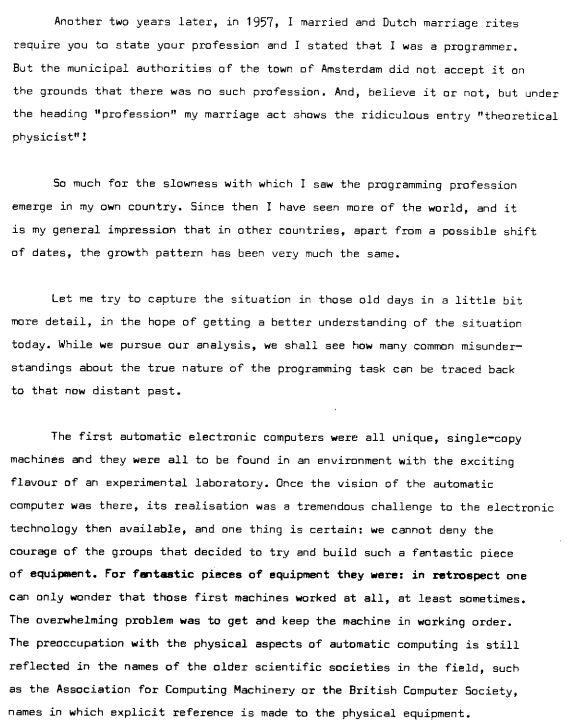 Another two years later, in 1957, I married and Dutch marriage rites
require you to state your profession and I stated that I was a programmer.
But the municipal authorities of the town of Amsterdam did not accept it on
the grounds that there was no such profession. And, believe it or not, but under
the heading "profession" my marriage act shows the ridiculous entry "theoretical
physicist"!
So much for the slowness with which I saw the programming profession
emerge in my own country. Since then I have seen more of the world, and it
is my general impression that in other countries, apart from a possible shift
of dates, the growth pattern has been very much the same.
Let me try to capture the situation in those old days in a little bit
more detail, in the hope of getting a better understanding of the situation
today. While we pursue our analysis, we shall see how many common misunder-
standings about the true nature of the programming task can be traced back
to that now distant past.
The first automatic electronic computers were all unique, single-copy
machines and they were all to be found in an environment with the exciting
flavour of an experimental laboratory. Once the vision of the automatic
computer was there, its realisation was a tremendous challenge to the electronic
technology then available, and one thing is certain: we cannot deny the
courage of the groups that decided to try and build such a fantastic piece
of equipment. For fantastic pieces of equipment they were: in retrospect one
can only wonder that those first machines worked at all, at least sometimes.
The overwhelming problem was to get and keep the machine in working order.
The preoccupation with the physical aspects of automatic computing is still
reflected in the names of the older scientific societies in the field, such
as the Association for Computing Machinery or the British Computer Society,
names in which explicit reference is made to the physical equipment.